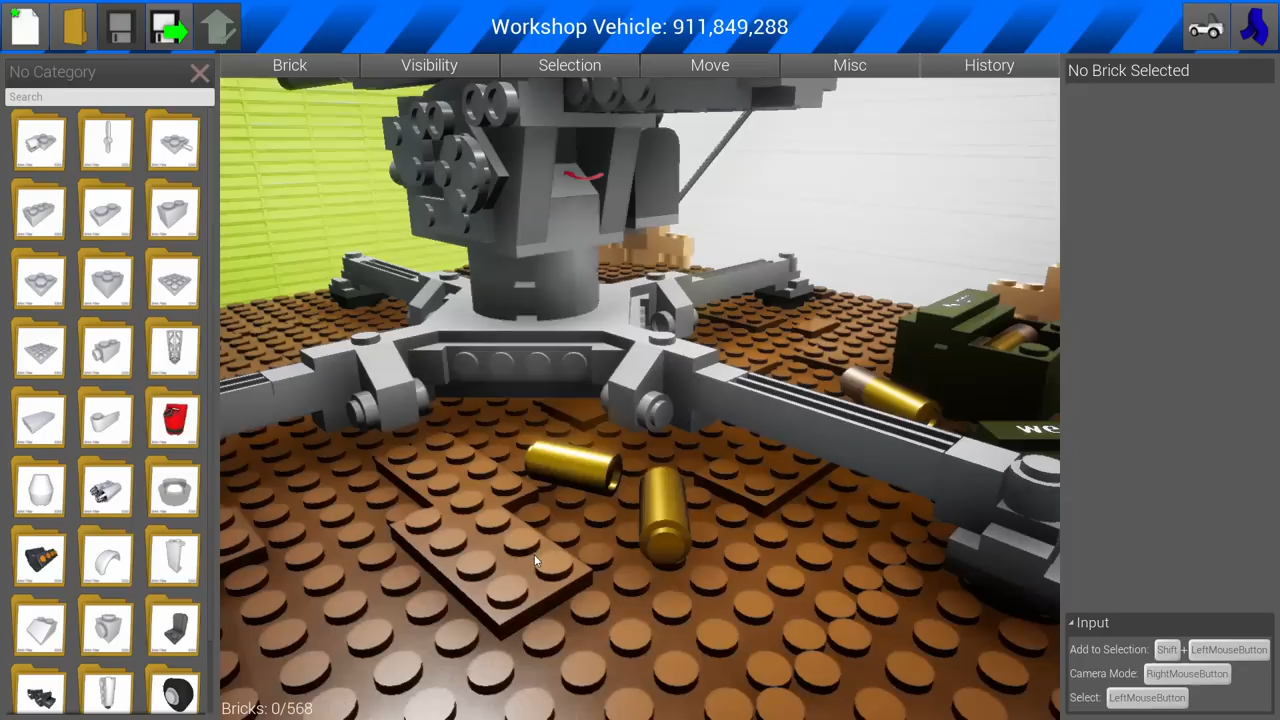 Workshop Vehicle: 911,849,288
No Category
Search
Brick
Visibility
Selection
Move
Misc
History
No Brick Selected
Bricks: 0/568
Input
Add to Selection: Shift + LeftMouseButton
Camera Mode: RightMouseButton
Select: LeftMouseButton